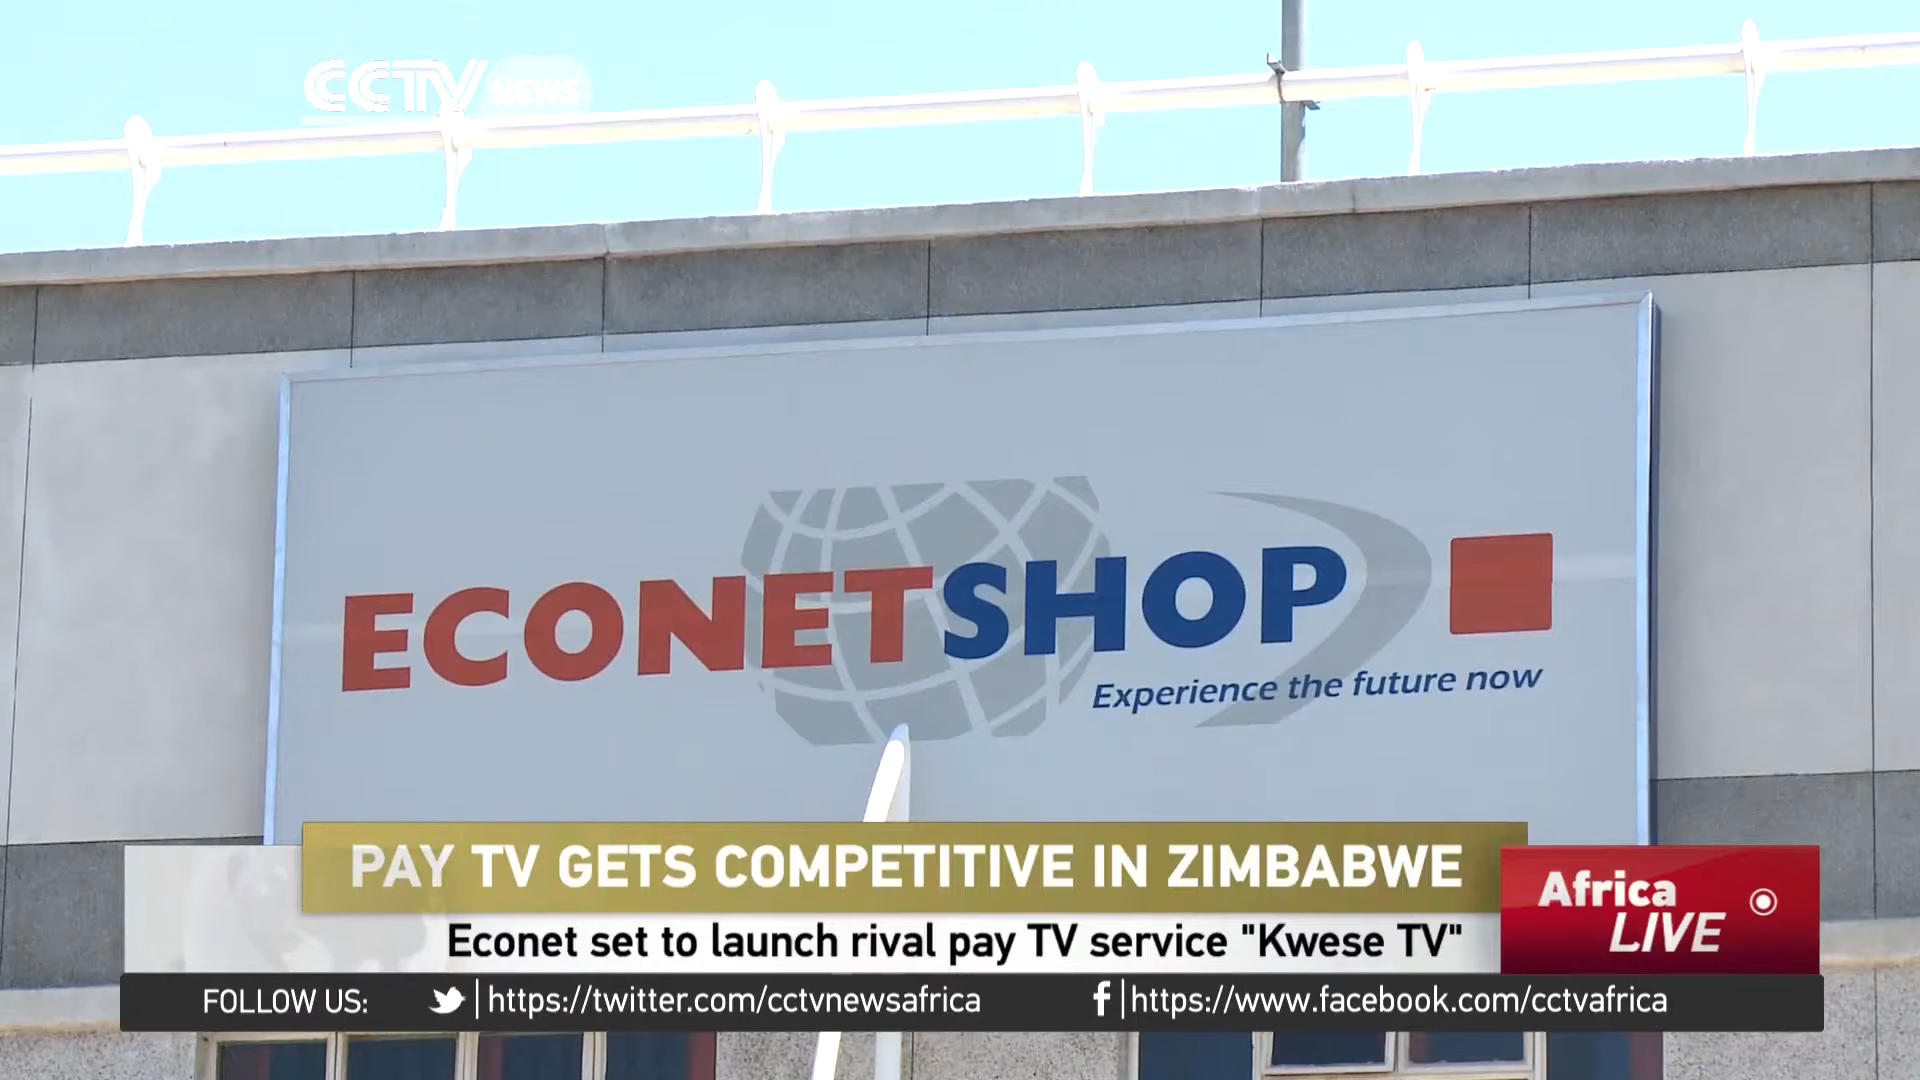 CCTV NEWS
ECONETSHOP
Experience the future now
PAY TV GETS COMPETITIVE IN ZIMBABWE
Econet set to launch rival pay TV service "Kwese TV"
Africa
LIVE
FOLLOW US: https://twitter.com/cctvnewsafrica f https://www.facebook.com/cctvafrica